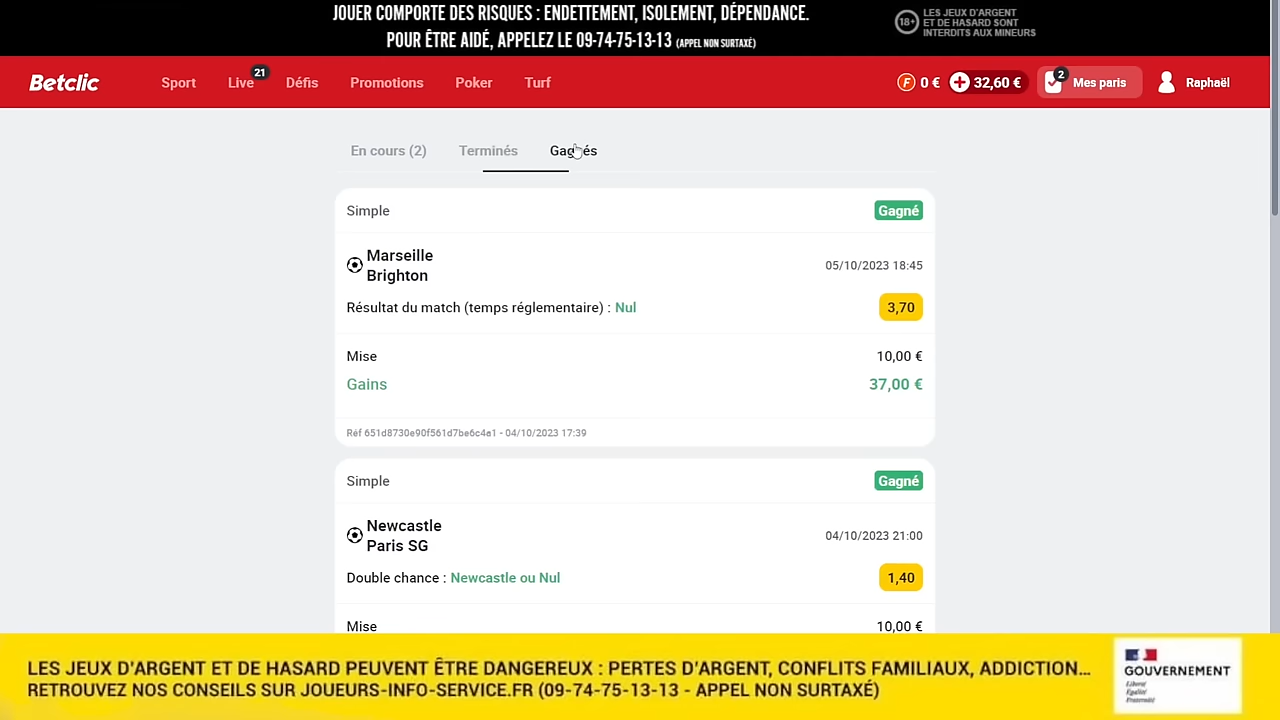 JOUER COMPORTE DES RISQUES : ENDETTEMENT, ISOLEMENT, DÉPENDANCE.
POUR ÊTRE AIDÉ, APPELEZ LE 09-74-75-13-13 (APPEL NON SURTAXÉ)
18+
LES JEUX D'ARGENT
ET DE HASARD SONT
INTERDITS AUX MINEURS
Betclic Sport Live 21 Défis Promotions Poker Turf F 0 € 32,60 € 2 Mes paris Raphaël
En cours (2) Terminés Gagnés
Simple Gagné
Marseille
Brighton
05/10/2023 18:45
Résultat du match (temps réglementaire) : Nul 3,70
Mise 10,00 €
Gains 37,00 €
Réf 651d8730e90f561d7be6c4a1 - 04/10/2023 17:39
Simple Gagné
Newcastle
Paris SG
04/10/2023 21:00
Double chance : Newcastle ou Nul 1,40
Mise 10,00 €
LES JEUX D'ARGENT ET DE HASARD PEUVENT ÊTRE DANGEREUX : PERTES D'ARGENT, CONFLITS FAMILIAUX, ADDICTION...
RETROUVEZ NOS CONSEILS SUR JOUEURS-INFO-SERVICE.FR (09-74-75-13-13 - APPEL NON SURTAXÉ)
GOUVERNEMENT
Liberté
Égalité
Fraternité